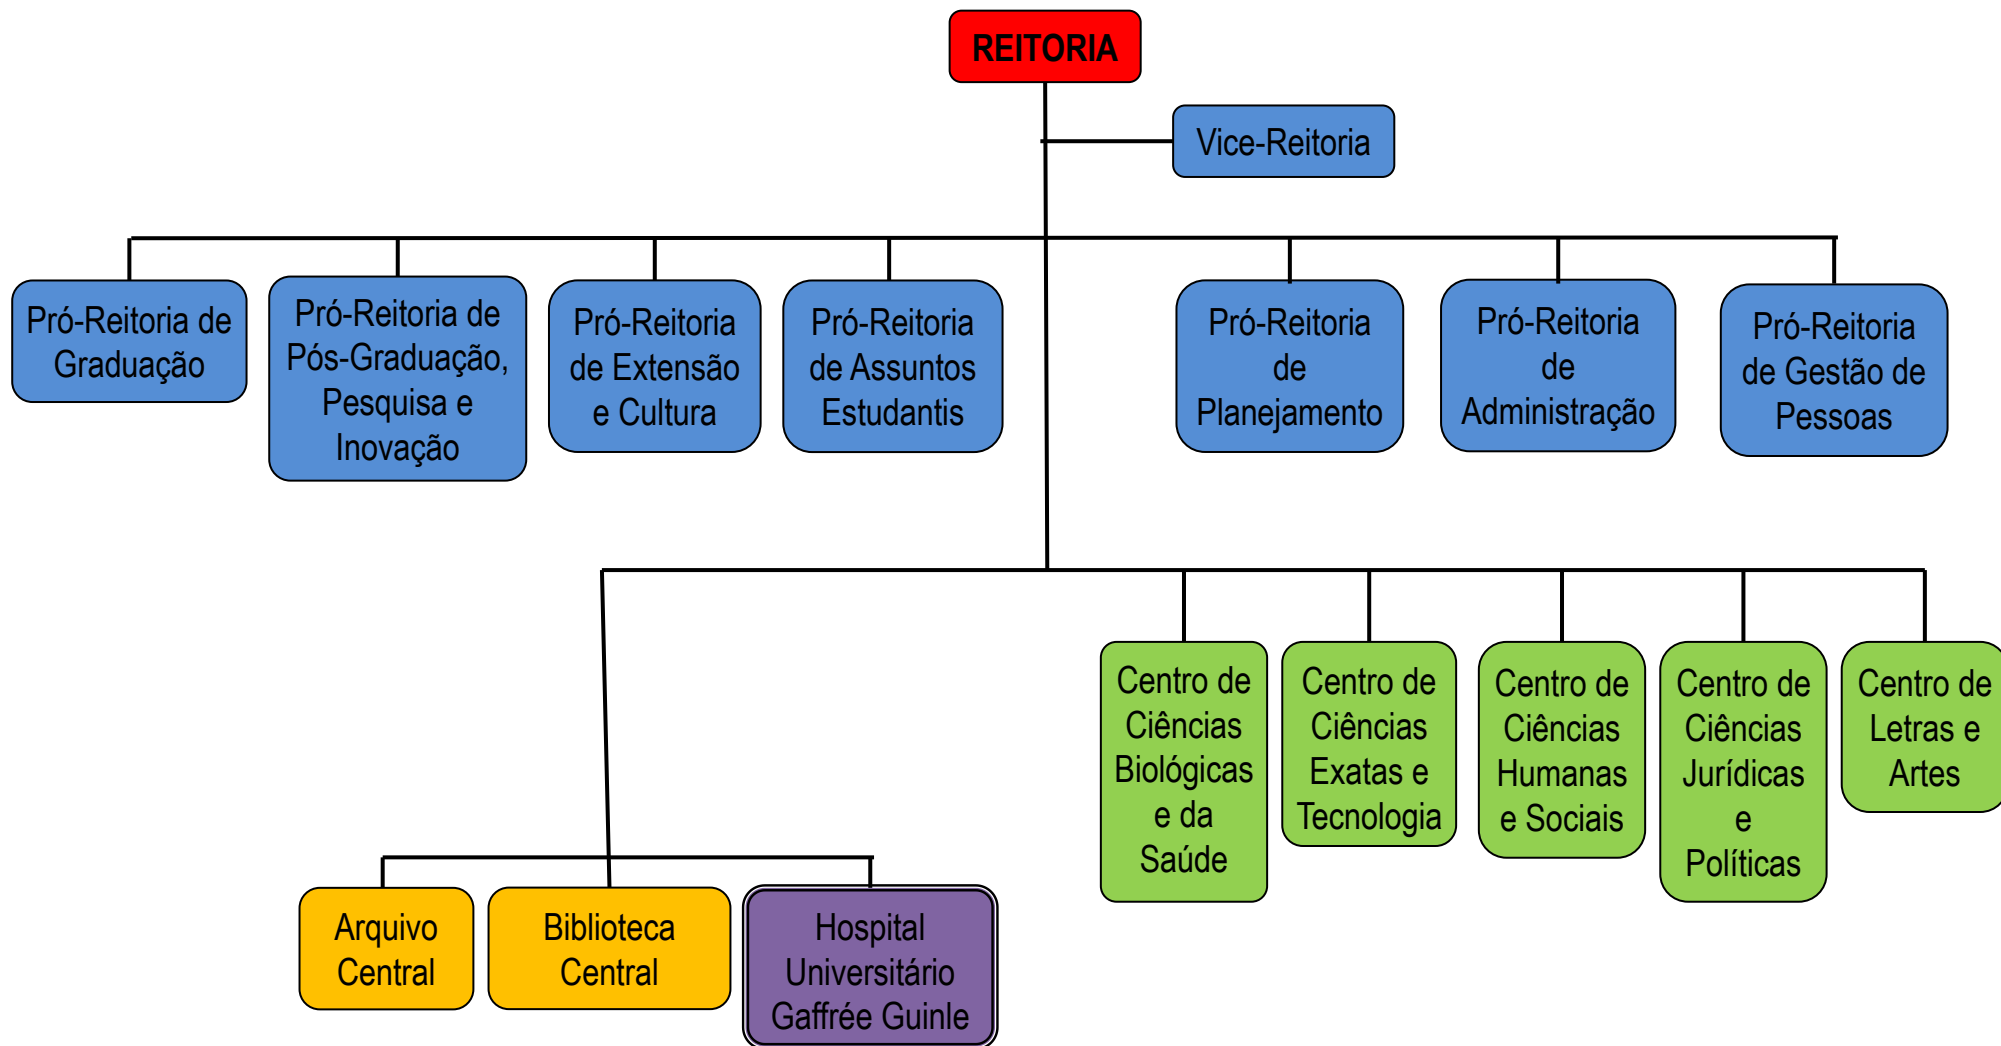 REITORIA
Vice-Reitoria
Pró-Reitoria de
Graduação
Pró-Reitoria de
Pós-Graduação,
Pesquisa e
Inovação
Pró-Reitoria
de Extensão
e Cultura
Pró-Reitoria
de Assuntos
Estudantis
Pró-Reitoria
de
Planejamento
Pró-Reitoria
de
Administração
Pró-Reitoria
de Gestão de
Pessoas
Centro de
Ciências
Biológicas
e da
Saúde
Centro de
Ciências
Exatas e
Tecnologia
Centro de
Ciências
Humanas
e Sociais
Centro de
Ciências
Jurídicas
e
Políticas
Centro de
Letras e
Artes
Arquivo
Central
Biblioteca
Central
Hospital
Universitário
Gaffrée Guinle